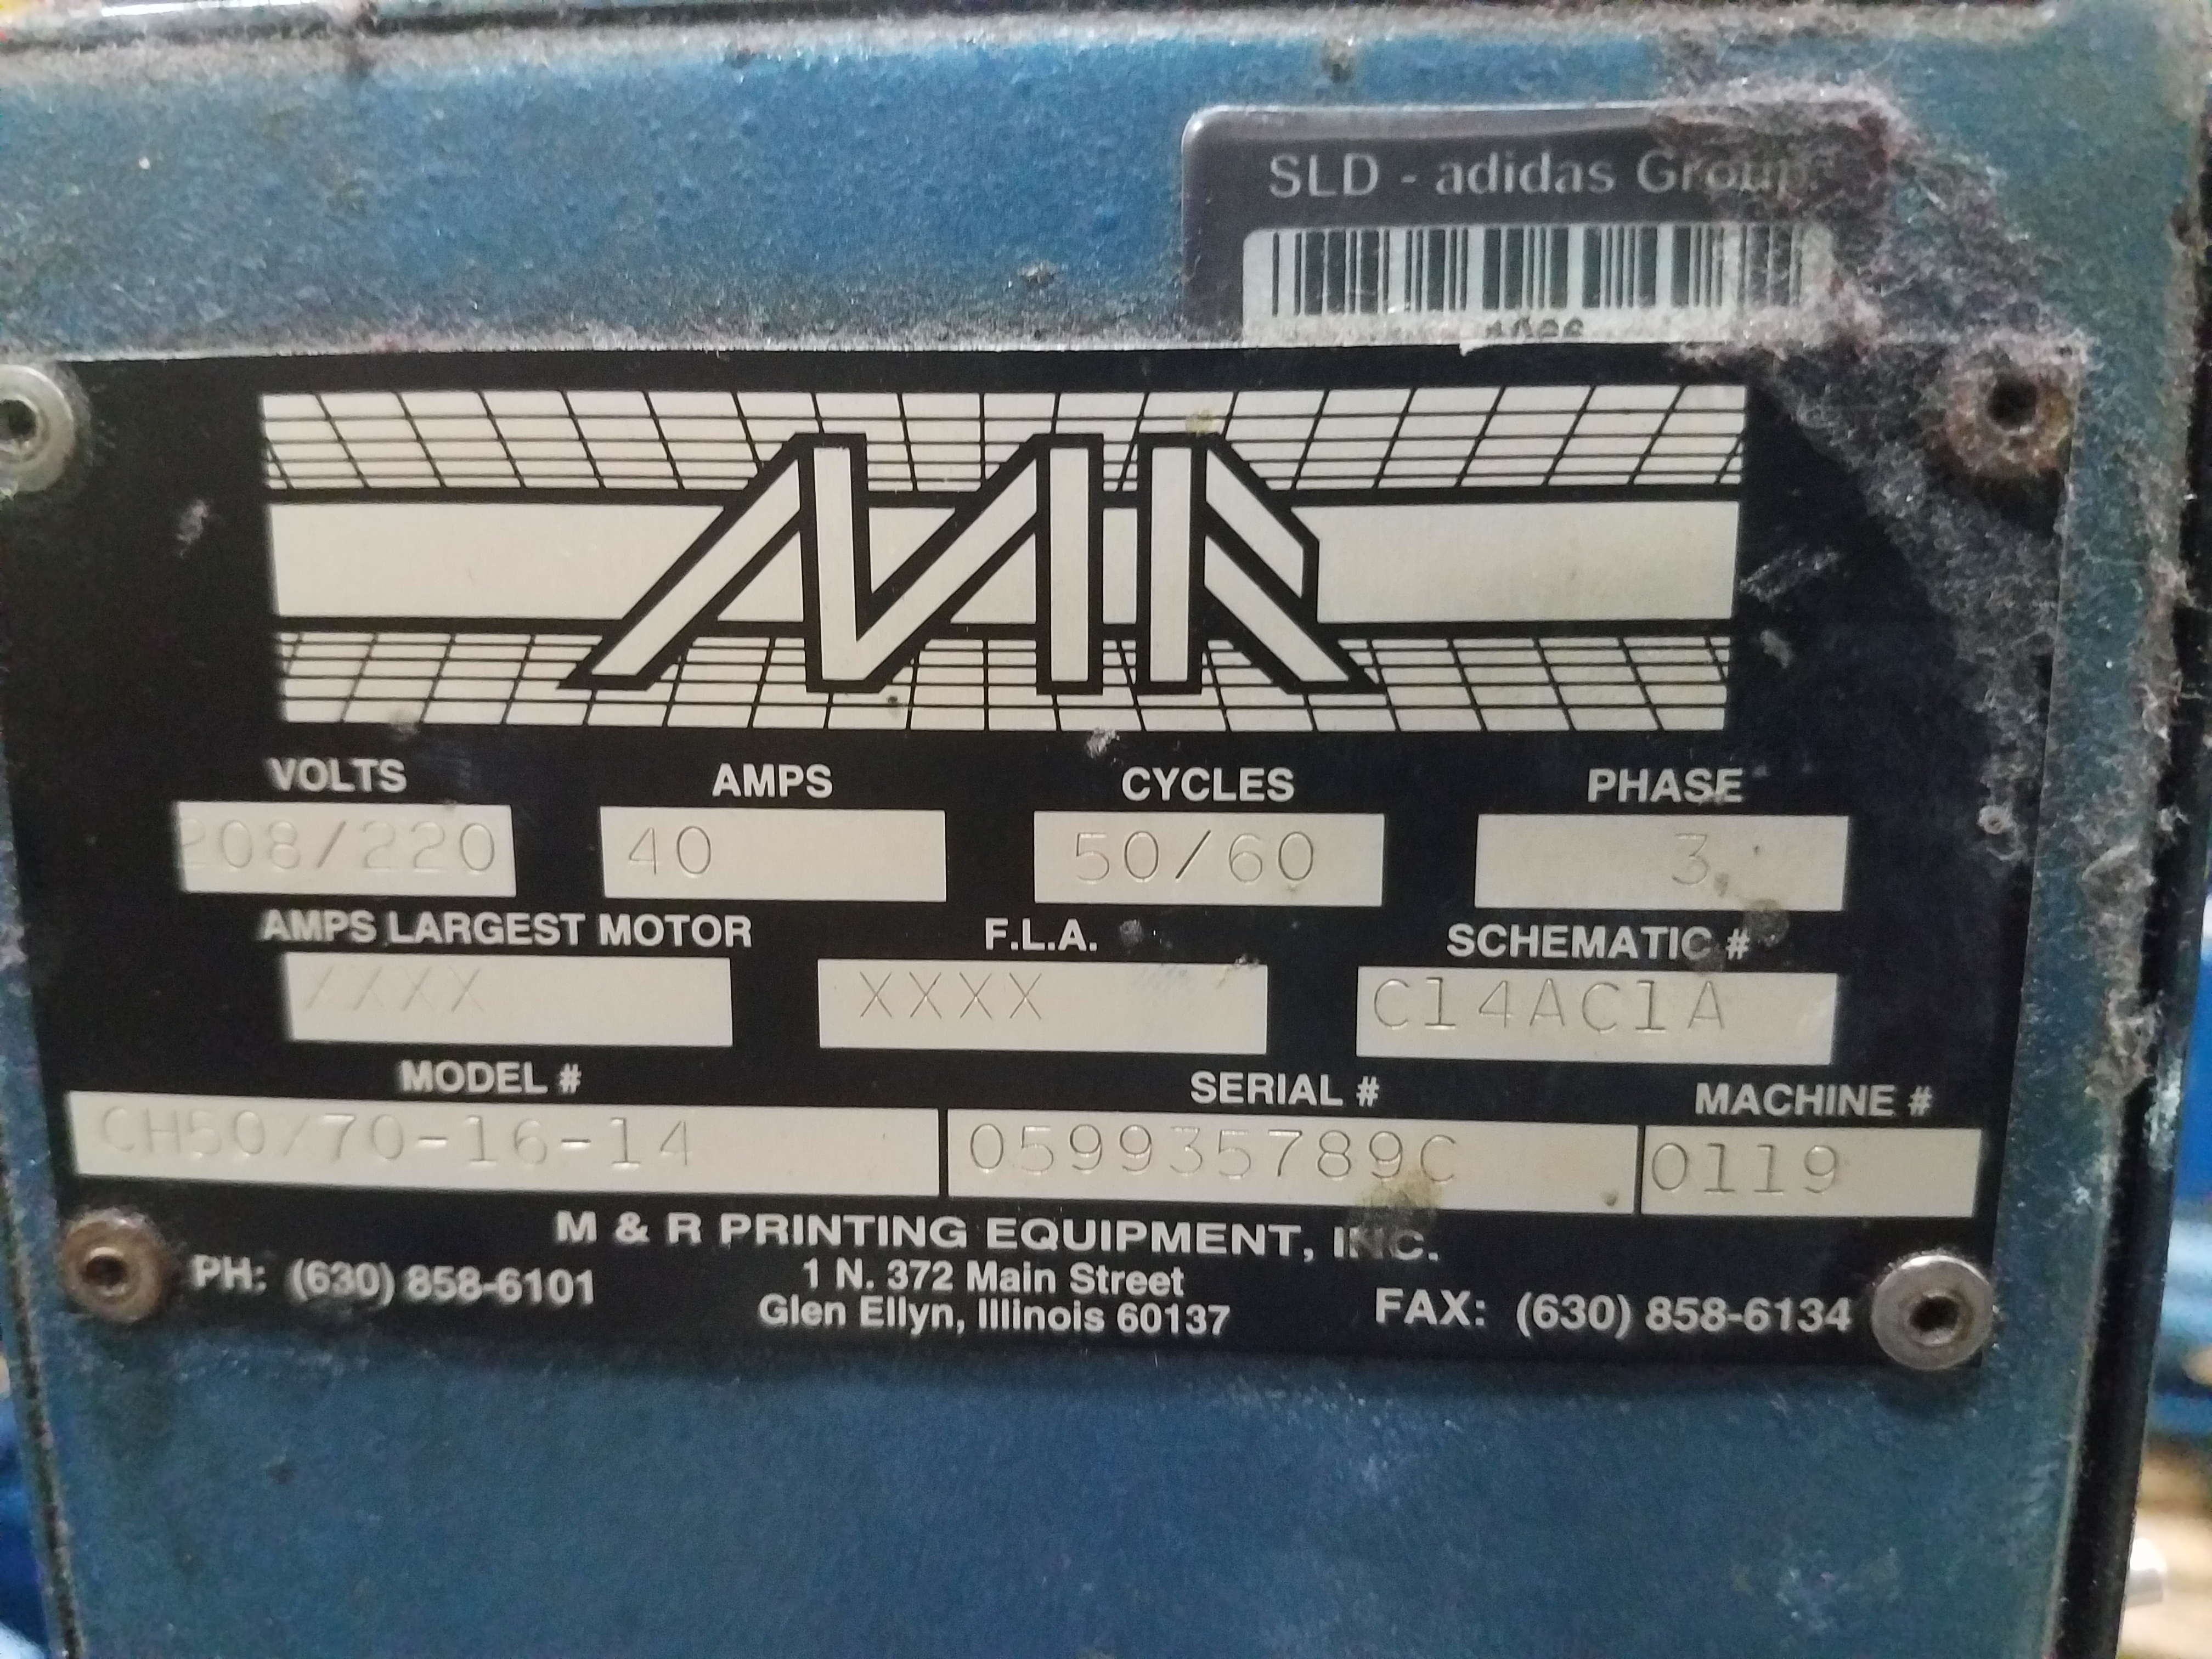 SLD - adidas Group
MR
VOLTS AMPS CYCLES PHASE
208/220 40 50/60 3
AMPS LARGEST MOTOR F.L.A. SCHEMATIC #
XXXX XXXX C14AC1A
MODEL # SERIAL # MACHINE #
CH50/70-16-14 059935789C 0119
M & R PRINTING EQUIPMENT, INC.
PH: (630) 858-6101 1 N. 372 Main Street
Glen Ellyn, Illinois 60137 FAX: (630) 858-6134